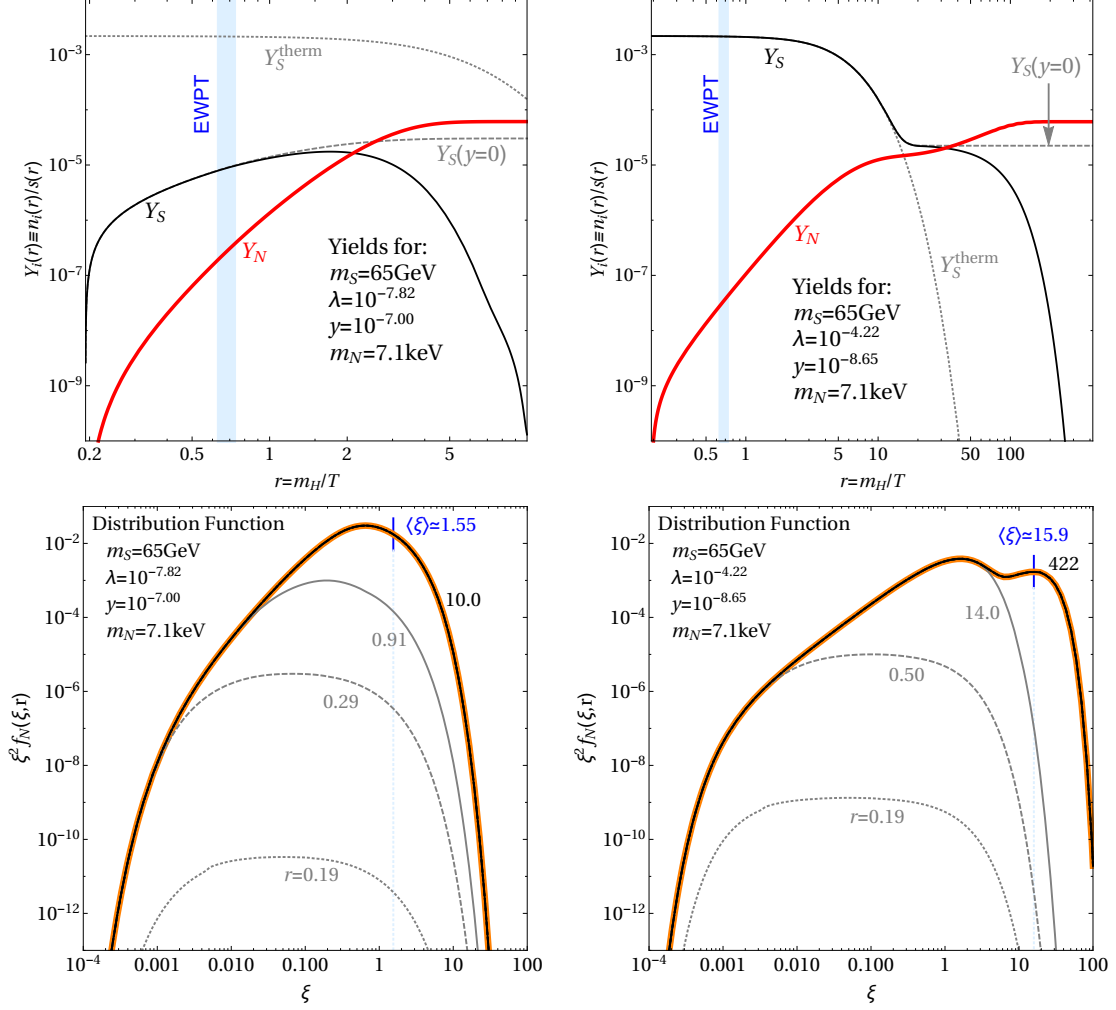 10⁻³
10⁻⁵
10⁻⁷
10⁻⁹
Y_i(r)≡n_i(r)/s(r)
Y_S^therm
EWPT
Y_S(y=0)
Y_S
Y_N
Yields for:
m_S=65GeV
λ=10^−7.82
y=10^−7.00
m_N=7.1keV
0.2
0.5
1
2
5
r=m_H/T
10⁻³
10⁻⁵
10⁻⁷
10⁻⁹
Y_i(r)≡n_i(r)/s(r)
Y_S
Y_S(y=0)
EWPT
Y_N
Y_S^therm
Yields for:
m_S=65GeV
λ=10^−4.22
y=10^−8.65
m_N=7.1keV
0.5
1
5
10
50
100
r=m_H/T
Distribution Function
m_S=65GeV
λ=10^−7.82
y=10^−7.00
m_N=7.1keV
⟨ξ⟩≃1.55
10.0
0.91
0.29
r=0.19
10⁻²
10⁻⁴
10⁻⁶
10⁻⁸
10⁻¹⁰
10⁻¹²
ξ² f_N(ξ,r)
10⁻⁴
0.001
0.010
0.100
1
10
100
ξ
Distribution Function
m_S=65GeV
λ=10^−4.22
y=10^−8.65
m_N=7.1keV
⟨ξ⟩≃15.9
422
14.0
0.50
r=0.19
10⁻²
10⁻⁴
10⁻⁶
10⁻⁸
10⁻¹⁰
10⁻¹²
ξ² f_N(ξ,r)
10⁻⁴
0.001
0.010
0.100
1
10
100
ξ